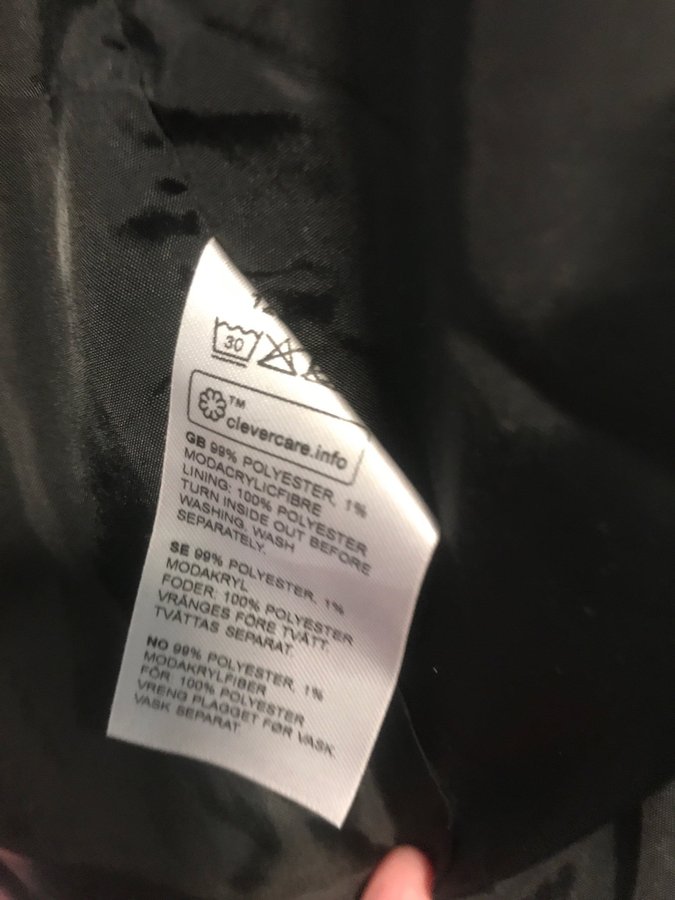 30
TM
clevercare.info
GB 99% POLYESTER, 1%
MODACRYLICFIBRE
LINING: 100% POLYESTER
TURN INSIDE OUT BEFORE
WASHING. WASH
SEPARATELY.
SE 99% POLYESTER, 1%
MODAKRYL
FODER: 100% POLYESTER
VRÄNGES FÖRE TVÄTT.
TVÄTTAS SEPARAT.
NO 99% POLYESTER, 1%
MODAKRYLFIBER
FÖR: 100% POLYESTER
VRENG PLAGGET FØR VASK.
VASK SEPARAT.